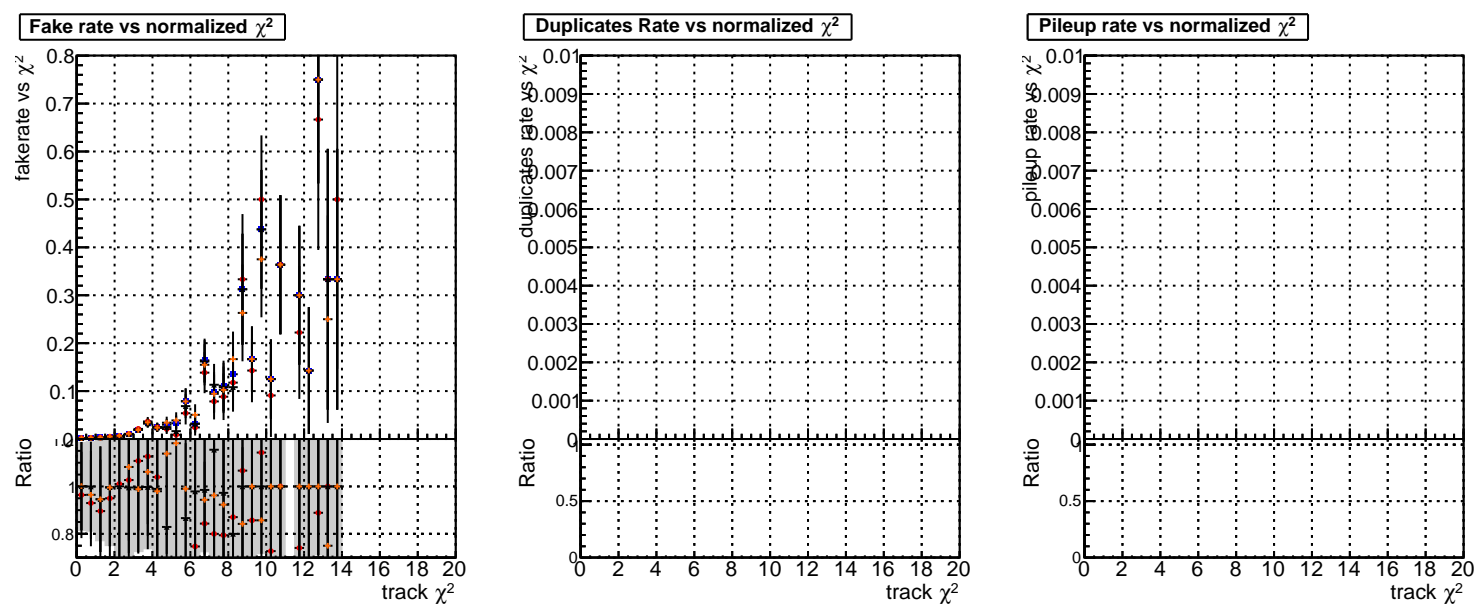 Fake rate vs normalized χ²
fakerate vs χ²
0.8
0.7
0.6
0.5
0.4
0.3
0.2
0.1
0
Ratio
1
0.8
0 2 4 6 8 10 12 14 16 18 20
track χ²
Duplicates Rate vs normalized χ²
duplicates rate vs χ²
0.01
0.009
0.008
0.007
0.006
0.005
0.004
0.003
0.002
0.001
0
Ratio
1
0.5
0
0 2 4 6 8 10 12 14 16 18 20
track χ²
Pileup rate vs normalized χ²
pileup rate vs χ²
0.01
0.009
0.008
0.007
0.006
0.005
0.004
0.003
0.002
0.001
0
Ratio
1
0.5
0
0 2 4 6 8 10 12 14 16 18 20
track χ²